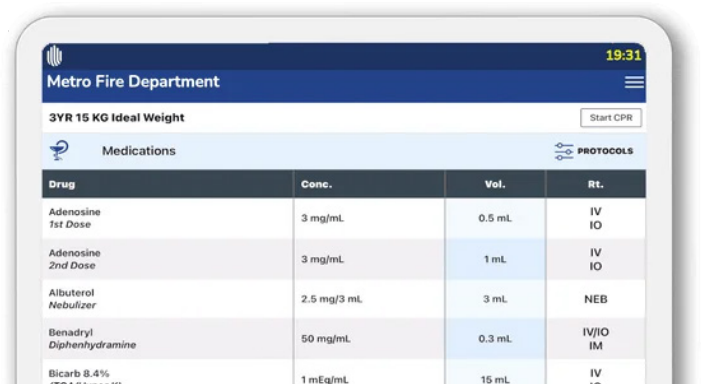 19:31
Metro Fire Department
3YR 15 KG Ideal Weight
Start CPR
Medications
PROTOCOLS
Drug Conc. Vol. Rt.
Adenosine
1st Dose
3 mg/mL
0.5 mL
IV
IO
Adenosine
2nd Dose
3 mg/mL
1 mL
IV
IO
Albuterol
Nebulizer
2.5 mg/3 mL
3 mL
NEB
Benadryl
Diphenhydramine
50 mg/mL
0.3 mL
IV/IO
IM
Bicarb 8.4%
1 mEq/mL
15 mL
IV